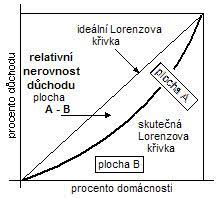 ideální Lorenzova
křivka
relativní
nerovnost
důchodu
plocha
A - B
plocha A
skutečná
Lorenzova
křivka
plocha B
procento důchodu
procento domácností